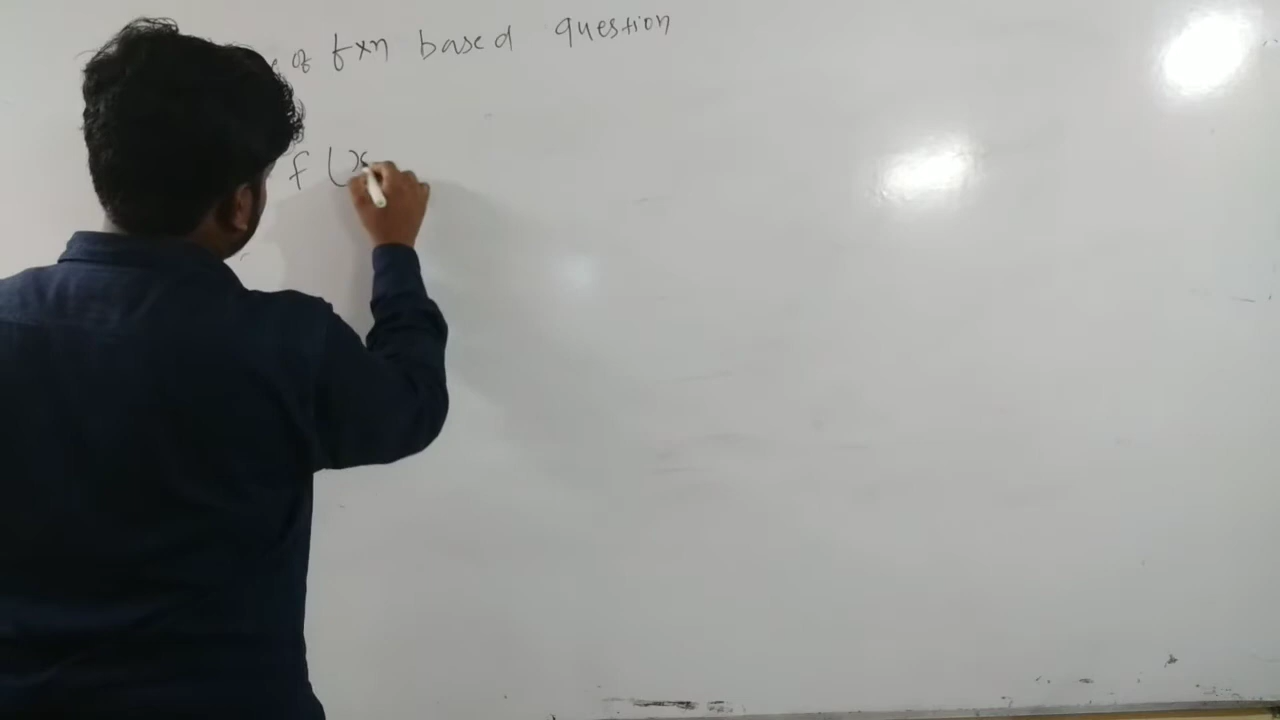 of fxn based question
f (x